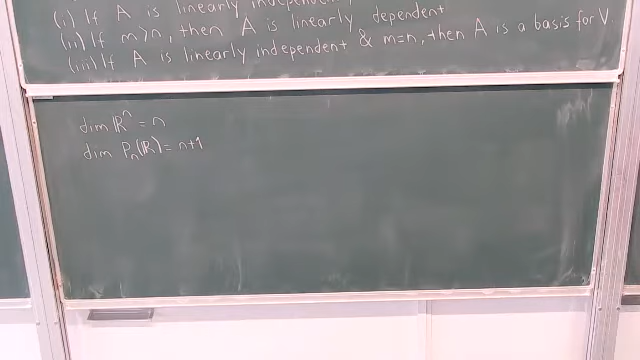 (i) If A is linearly independent
(ii) If m>n, then A is linearly dependent
(iii) If A is linearly independent & m=n, then A is a basis for V.
dim ℝⁿ = n
dim Pₙ(ℝ) = n+1